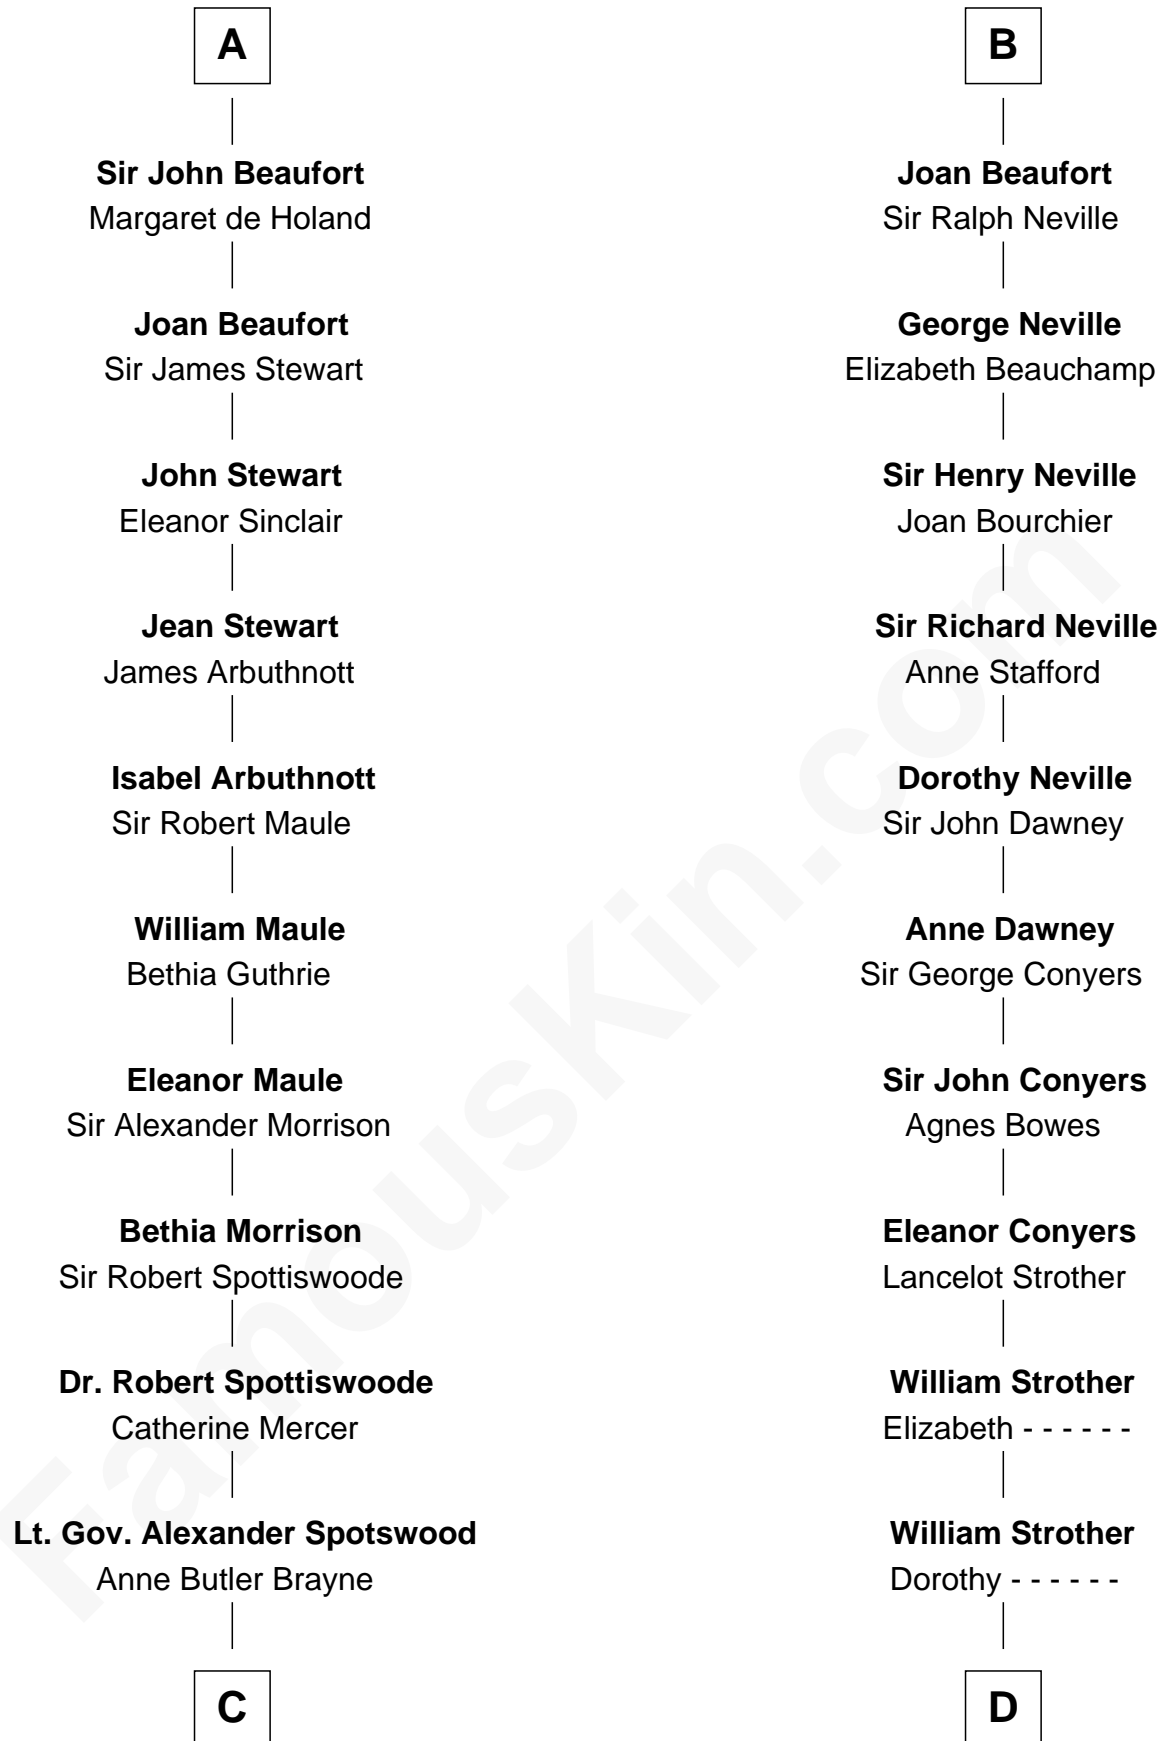 A
Sir John Beaufort
Margaret de Holand
Joan Beaufort
Sir James Stewart
John Stewart
Eleanor Sinclair
Jean Stewart
James Arbuthnott
Isabel Arbuthnott
Sir Robert Maule
William Maule
Bethia Guthrie
Eleanor Maule
Sir Alexander Morrison
Bethia Morrison
Sir Robert Spottiswoode
Dr. Robert Spottiswoode
Catherine Mercer
Lt. Gov. Alexander Spotswood
Anne Butler Brayne
C
B
Joan Beaufort
Sir Ralph Neville
George Neville
Elizabeth Beauchamp
Sir Henry Neville
Joan Bourchier
Sir Richard Neville
Anne Stafford
Dorothy Neville
Sir John Dawney
Anne Dawney
Sir George Conyers
Sir John Conyers
Agnes Bowes
Eleanor Conyers
Lancelot Strother
William Strother
Elizabeth - - - - - -
William Strother
Dorothy - - - - - -
D
FamousKin.com